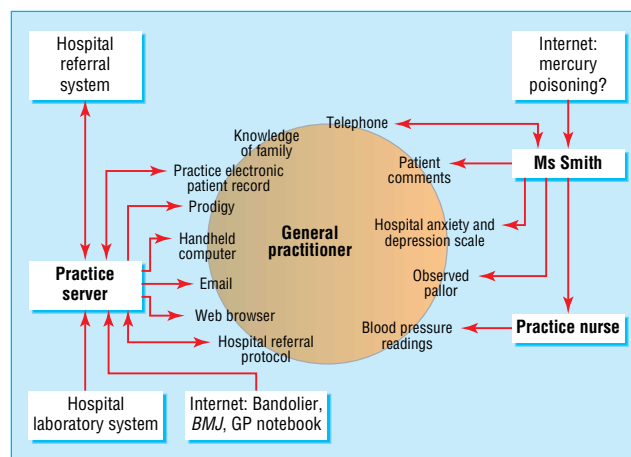 Hospital
referral
system
Internet:
mercury
poisoning?
Telephone
Knowledge
of family
Patient
comments
Ms Smith
Practice electronic
patient record
Prodigy
General
practitioner
Hospital anxiety and
depression scale
Handheld
computer
Practice
server
Email
Observed
pallor
Web browser
Blood pressure
readings
Practice nurse
Hospital referral
protocol
Hospital
laboratory system
Internet: Bandolier,
BMJ, GP notebook